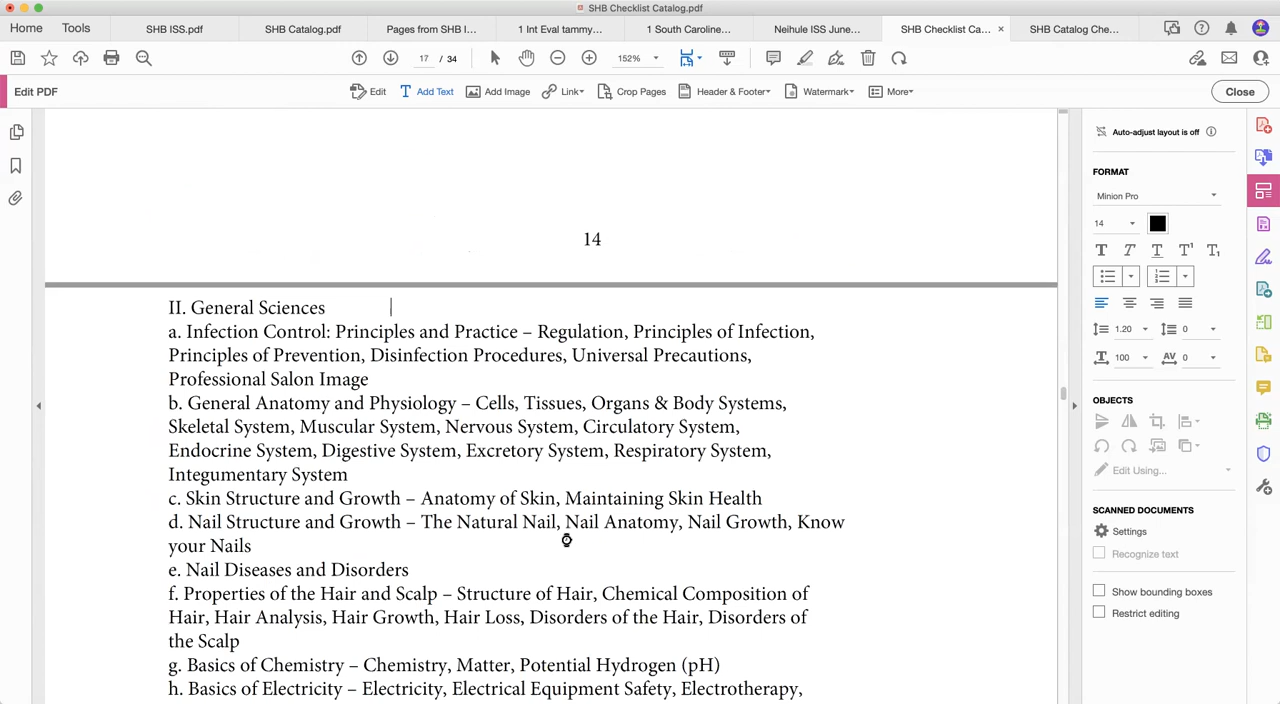 SHB Checklist Catalog.pdf
Home
Tools
SHB ISS.pdf
SHB Catalog.pdf
Pages from SHB I...
1 Int Eval tammy...
1 South Caroline...
Neihule ISS June...
SHB Checklist Ca...
×
SHB Catalog Che...
17 / 34
152%
Edit PDF
Edit
Add Text
Add Image
Link
Crop Pages
Header & Footer
Watermark
More
Close
14
II. General Sciences
a. Infection Control: Principles and Practice – Regulation, Principles of Infection,
Principles of Prevention, Disinfection Procedures, Universal Precautions,
Professional Salon Image
b. General Anatomy and Physiology – Cells, Tissues, Organs & Body Systems,
Skeletal System, Muscular System, Nervous System, Circulatory System,
Endocrine System, Digestive System, Excretory System, Respiratory System,
Integumentary System
c. Skin Structure and Growth – Anatomy of Skin, Maintaining Skin Health
d. Nail Structure and Growth – The Natural Nail, Nail Anatomy, Nail Growth, Know
your Nails
e. Nail Diseases and Disorders
f. Properties of the Hair and Scalp – Structure of Hair, Chemical Composition of
Hair, Hair Analysis, Hair Growth, Hair Loss, Disorders of the Hair, Disorders of
the Scalp
g. Basics of Chemistry – Chemistry, Matter, Potential Hydrogen (pH)
h. Basics of Electricity – Electricity, Electrical Equipment Safety, Electrotherapy,
Auto-adjust layout is off
FORMAT
Minion Pro
14
T T T T¹ T₁
1.20
0
100
AV 0
OBJECTS
Edit Using...
SCANNED DOCUMENTS
Settings
Recognize text
Show bounding boxes
Restrict editing